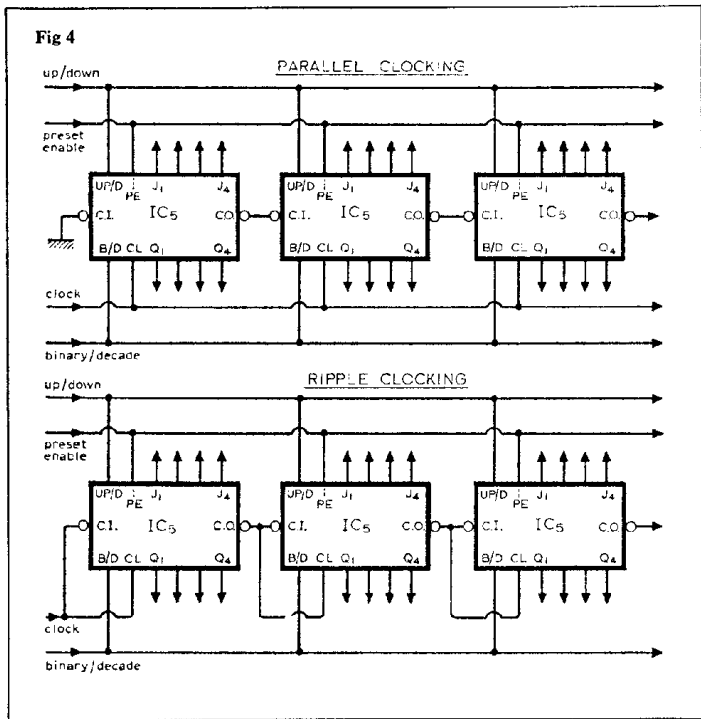 Fig 4
PARALLEL CLOCKING
up/down
preset
enable
UP/D PE J1 J4
UP/D PE J1 J4
UP/D PE J1 J4
C.I. IC5 C.O.
C.I. IC5 C.O.
C.I. IC5 C.O.
B/D CL Q1 Q4
B/D CL Q1 Q4
B/D CL Q1 Q4
clock
binary/decade
RIPPLE CLOCKING
up/down
preset
enable
UP/D PE J1 J4
UP/D PE J1 J4
UP/D PE J1 J4
C.I. IC5 C.O.
C.I. IC5 C.O.
C.I. IC5 C.O.
B/D CL Q1 Q4
B/D CL Q1 Q4
B/D CL Q1 Q4
clock
binary/decade